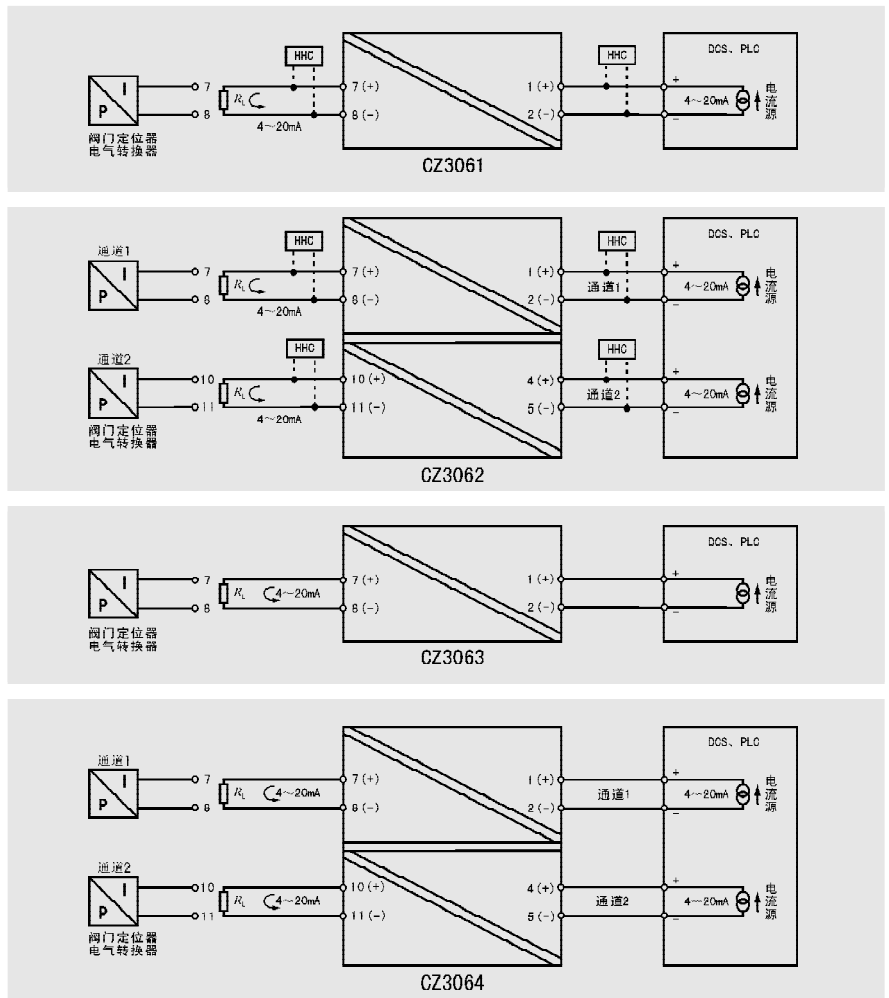 HHC HHC DCS、PLC
I 7 RL 7(+) 1(+) + 电
P 8 8(-) 2(-) 4~20mA - 流
4~20mA 源
阀门定位器
电气转换器
CZ3061
通道1 HHC HHC DCS、PLC
I 7 RL 7(+) 1(+) + 电
P 8 8(-) 2(-) 通道1 4~20mA - 流
4~20mA 源
通道2 HHC HHC
I 10 RL 10(+) 4(+) + 电
P 11 11(-) 5(-) 通道2 4~20mA - 流
4~20mA 源
阀门定位器
电气转换器
CZ3062
DCS、PLC
I 7 RL 4~20mA 7(+) 1(+) + 电
P 8 8(-) 2(-) 4~20mA - 流
源
阀门定位器
电气转换器
CZ3063
通道1 DCS、PLC
I 7 RL 4~20mA 7(+) 1(+) 通道1 + 4~20mA 电
P 8 8(-) 2(-) - 流
源
通道2
I 10 RL 4~20mA 10(+) 4(+) 通道2 + 4~20mA 电
P 11 11(-) 5(-) - 流
源
阀门定位器
电气转换器
CZ3064